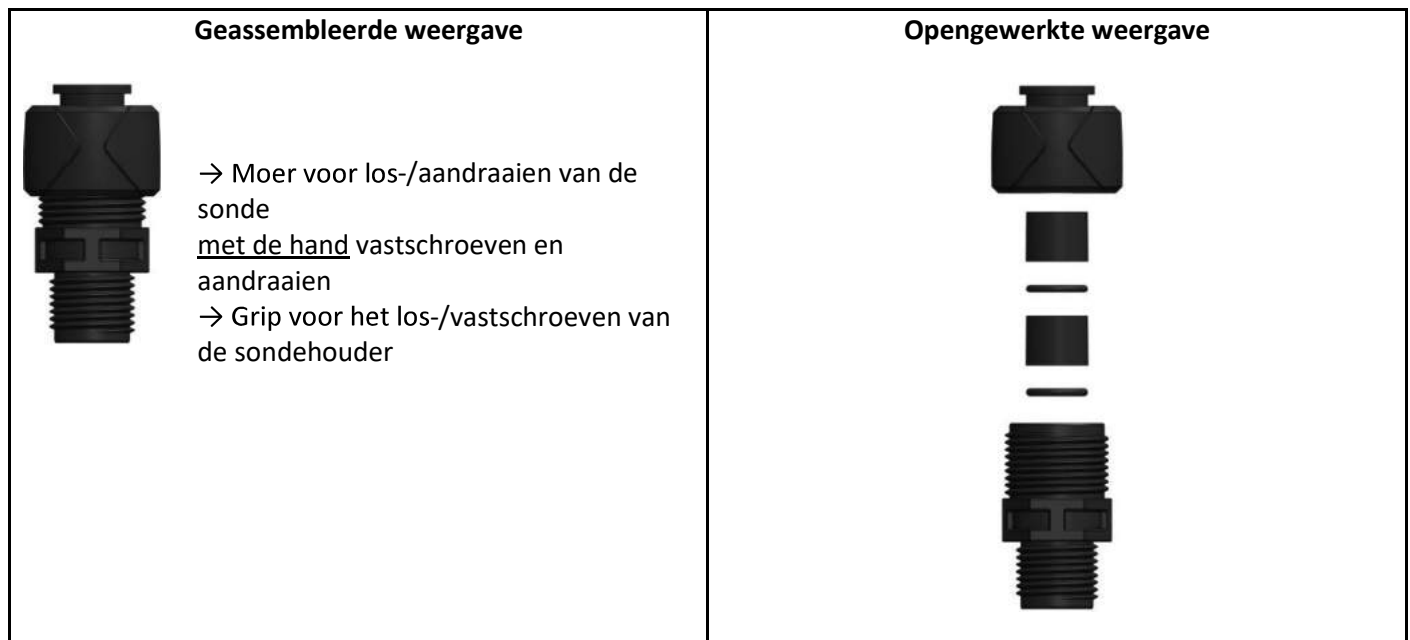 Geassembleerde weergave
Opengewerkte weergave
→ Moer voor los-/aandraaien van de
sonde
met de hand vastschroeven en
aandraaien
→ Grip voor het los-/vastschroeven van
de sondehouder